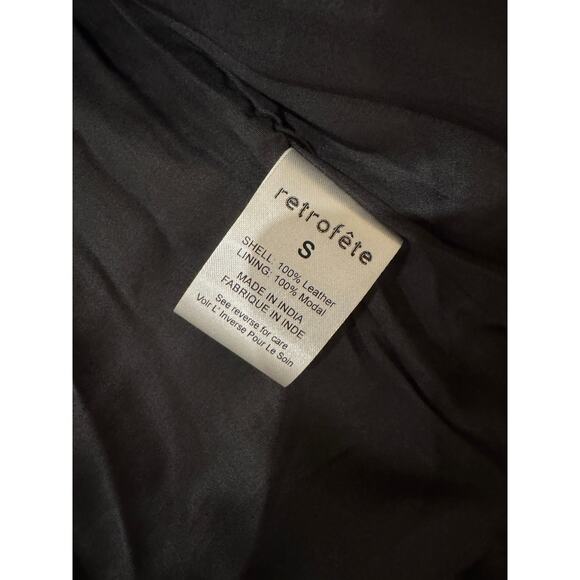 retrofête
S
SHELL: 100% Leather
LINING: 100% Modal
MADE IN INDIA
FABRIQUE IN INDE
See reverse for care
Voir L' Inverse Pour Le Soin